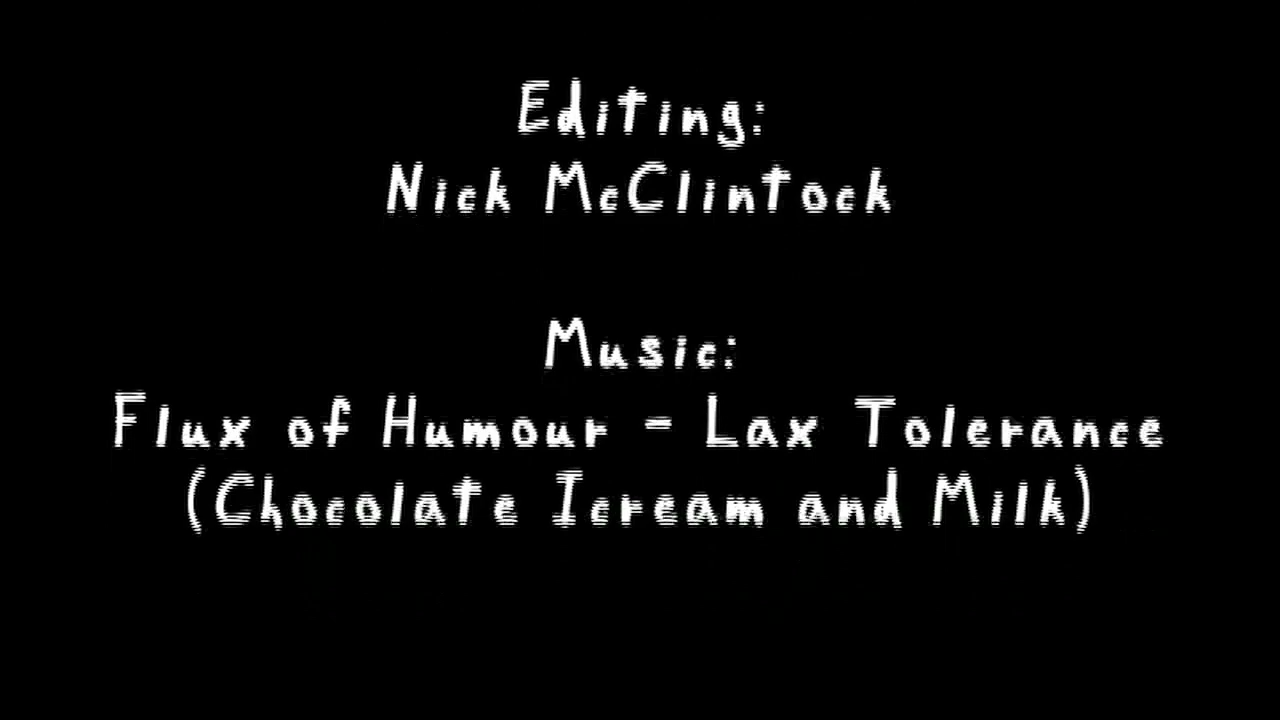 Editing:
Nick McClintock
Music:
Flux of Humour - Lax Tolerance
(Chocolate Icream and Milk)